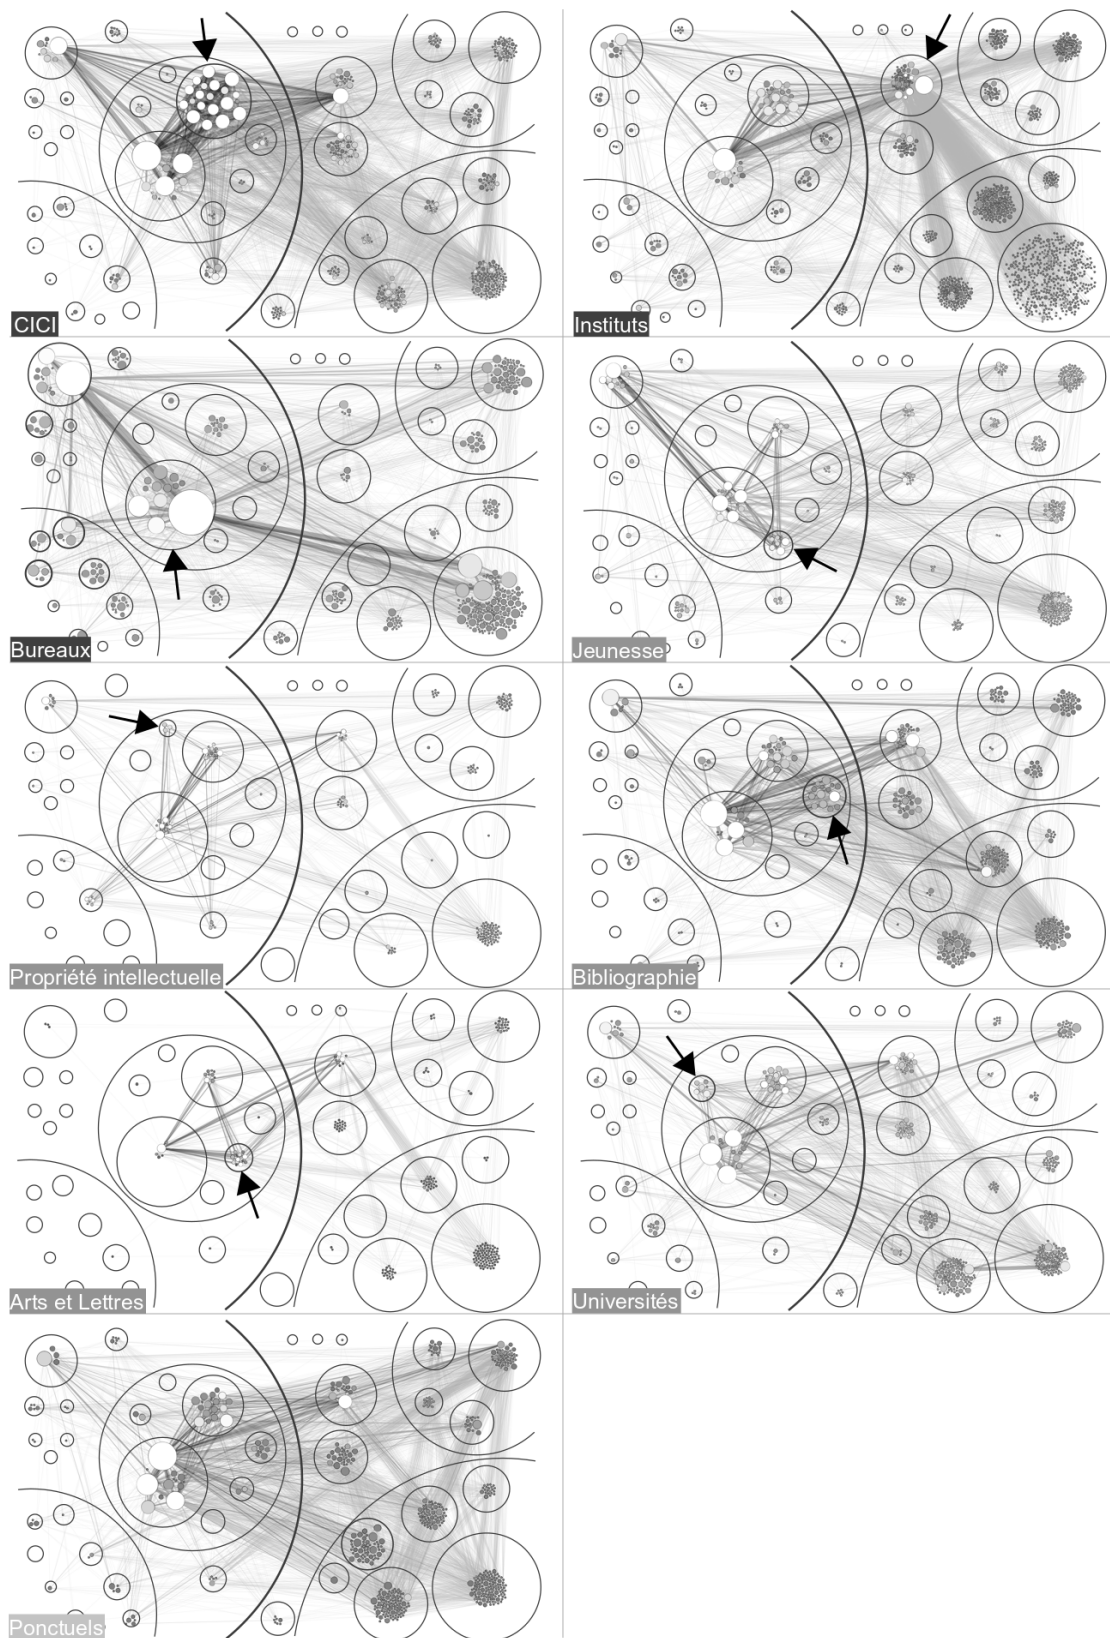 CICI
Instituts
Bureaux
Jeunesse
Propriété intellectuelle
Bibliographie
Arts et Lettres
Universités
Ponctuels